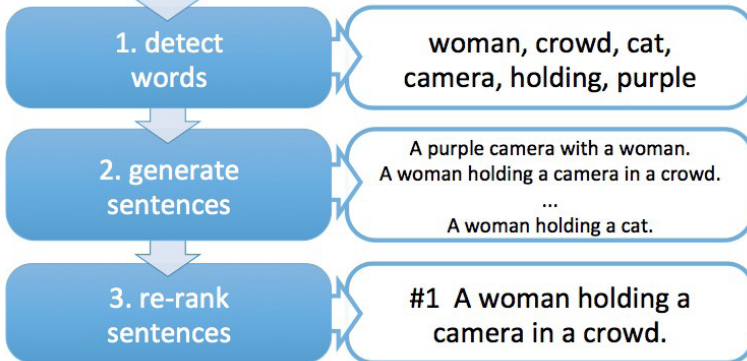 1. detect
words
woman, crowd, cat,
camera, holding, purple
2. generate
sentences
A purple camera with a woman.
A woman holding a camera in a crowd.
...
A woman holding a cat.
3. re-rank
sentences
#1 A woman holding a
camera in a crowd.